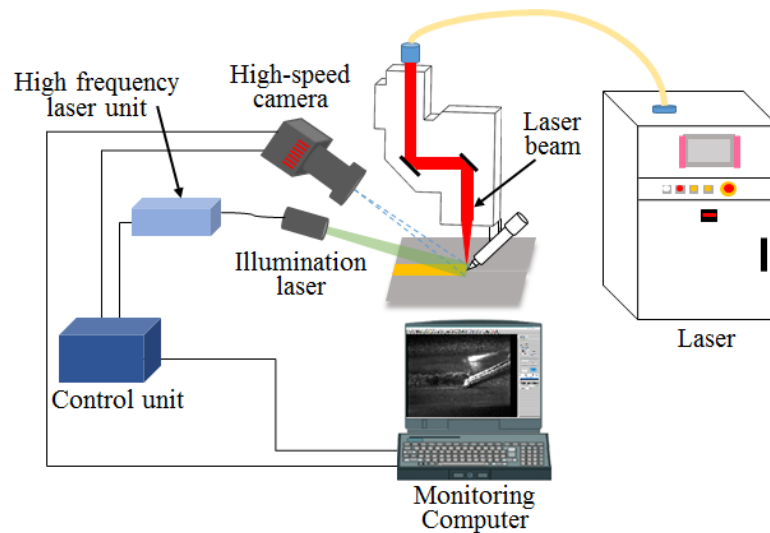 High frequency
laser unit
High-speed
camera
Laser
beam
Illumination
laser
Control unit
Laser
Monitoring
Computer